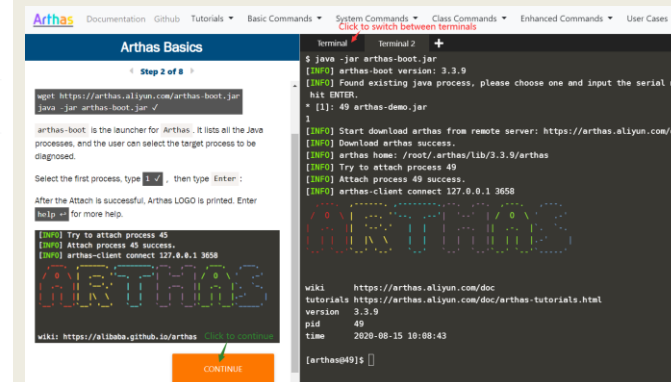 Arthas Documentation Github Tutorials Basic Commands System Commands Class Commands Enhanced Commands User Cases
Click to switch between terminals
Arthas Basics
Step 2 of 8
wget https://arthas.aliyun.com/arthas-boot.jar
java -jar arthas-boot.jar ✓
arthas-boot is the launcher for Arthas. It lists all the Java
processes, and the user can select the target process to be
diagnosed.
Select the first process, type 1 ✓ , then type Enter :
After the Attach is successful, Arthas LOGO is printed. Enter
help ↵ for more help.
[INFO] Try to attach process 45
[INFO] Attach process 45 success.
[INFO] arthas-client connect 127.0.0.1 3658
ARTHAS
wiki: https://alibaba.github.io/arthas Click to continue
CONTINUE
Terminal Terminal 2 +
$ java -jar arthas-boot.jar
[INFO] arthas-boot version: 3.3.9
[INFO] Found existing java process, please choose one and input the serial
hit ENTER.
* [1]: 49 arthas-demo.jar
1
[INFO] Start download arthas from remote server: https://arthas.aliyun.com/
[INFO] Download arthas success.
[INFO] arthas home: /root/.arthas/lib/3.3.9/arthas
[INFO] Try to attach process 49
[INFO] Attach process 49 success.
[INFO] arthas-client connect 127.0.0.1 3658
ARTHAS
wiki https://arthas.aliyun.com/doc
tutorials https://arthas.aliyun.com/doc/arthas-tutorials.html
version 3.3.9
pid 49
time 2020-08-15 10:08:43
[arthas@49]$